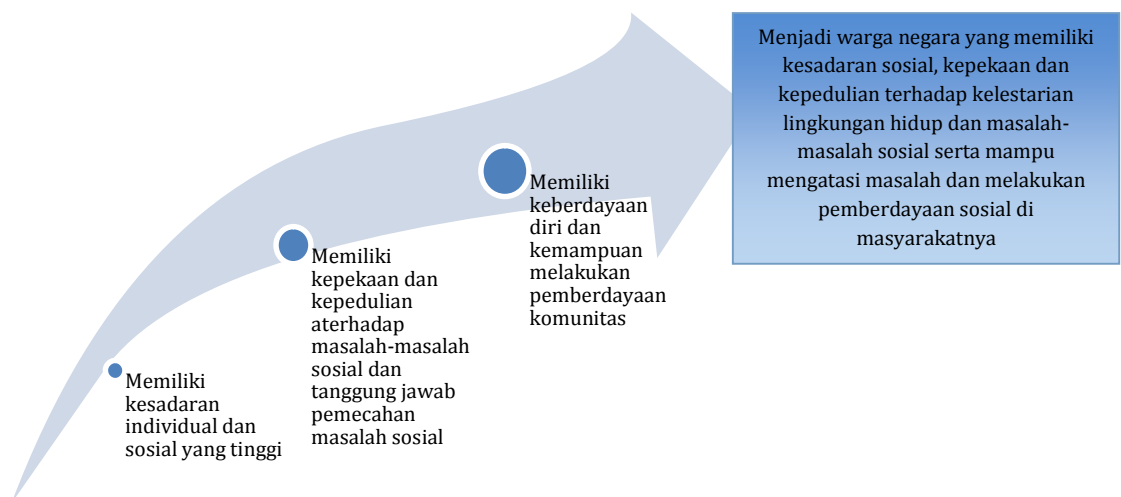 Memiliki
kesadaran
individual dan
sosial yang tinggi
Memiliki
kepekaan dan
kepedulian
aterhadap
masalah-masalah
sosial dan
tanggung jawab
pemecahan
masalah sosial
Memiliki
keberdayaan
diri dan
kemampuan
melakukan
pemberdayaan
komunitas
Menjadi warga negara yang memiliki
kesadaran sosial, kepekaan dan
kepedulian terhadap kelestarian
lingkungan hidup dan masalah-
masalah sosial serta mampu
mengatasi masalah dan melakukan
pemberdayaan sosial di
masyarakatnya